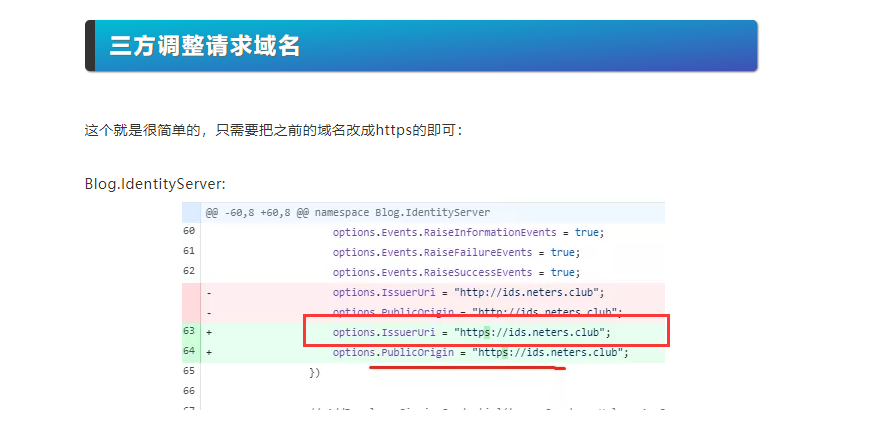 三方调整请求域名
这个就是很简单的，只需要把之前的域名改成https的即可：
Blog.IdentityServer:
@@ -60,8 +60,8 @@ namespace Blog.IdentityServer
60 options.Events.RaiseInformationEvents = true;
61 options.Events.RaiseFailureEvents = true;
62 options.Events.RaiseSuccessEvents = true;
- options.IssuerUri = "http://ids.neters.club";
- options.PublicOrigin = "http://ids.neters.club";
63 + options.IssuerUri = "https://ids.neters.club";
64 + options.PublicOrigin = "https://ids.neters.club";
65 })
66